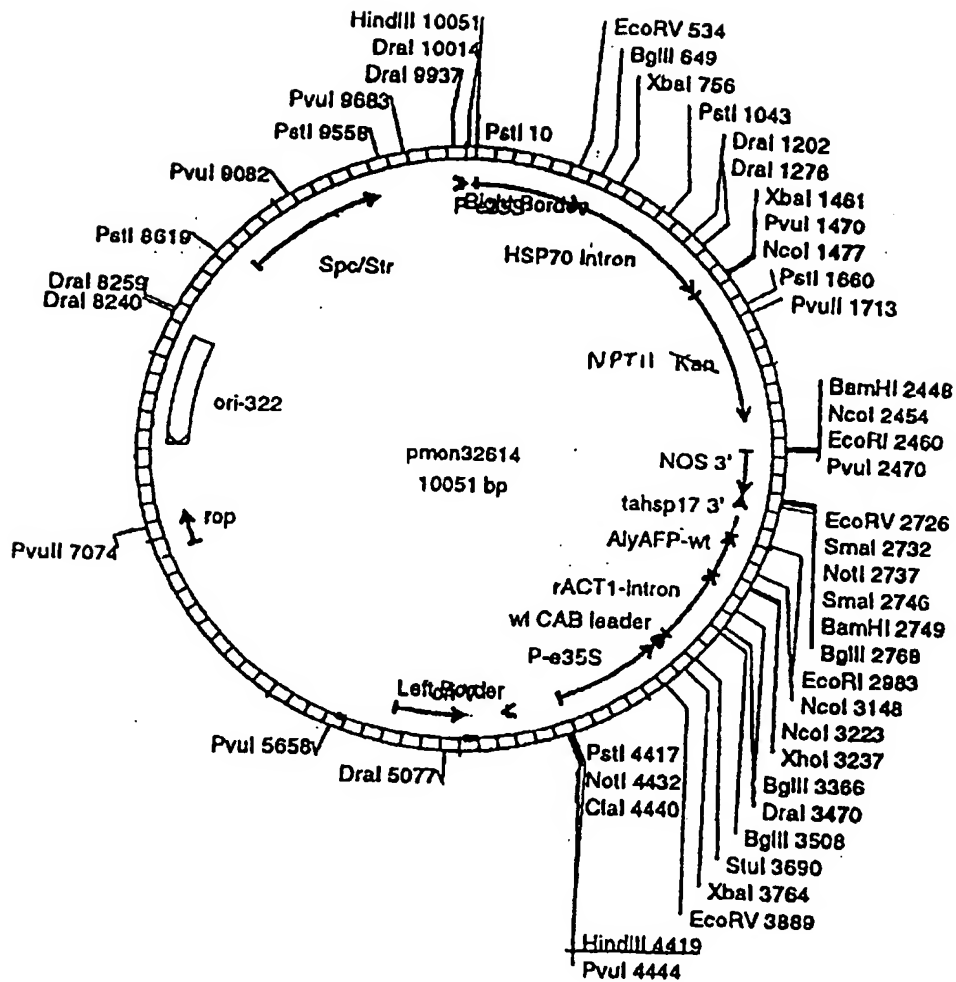 HindIII 10051
DraI 10014
DraI 9937
PvuI 9683
PstI 9558
PvuI 9082
PstI 8619
DraI 8259
DraI 8240
PvuII 7074
PvuI 5658
DraI 5077
EcoRV 534
BglII 649
XbaI 756
PstI 10
PstI 1043
DraI 1202
DraI 1276
XbaI 1461
PvuI 1470
NcoI 1477
PstI 1660
PvuII 1713
BamHI 2448
NcoI 2454
EcoRI 2460
PvuI 2470
EcoRV 2726
SmaI 2732
NotI 2737
SmaI 2746
BamHI 2749
BglII 2768
EcoRI 2983
NcoI 3148
NcoI 3223
XhoI 3237
BglII 3366
DraI 3470
BglII 3508
StuI 3690
XbaI 3764
EcoRV 3889
PstI 4417
NotI 4432
ClaI 4440
HindIII 4419
PvuI 4444
Right Border
P-e35S
HSP70 Intron
Spc/Str
NPTII Kan
ori-322
pmon32614
10051 bp
NOS 3'
tahsp17 3'
AlyAFP-wt
rop
rACT1-intron
wt CAB leader
P-e35S
Left Border